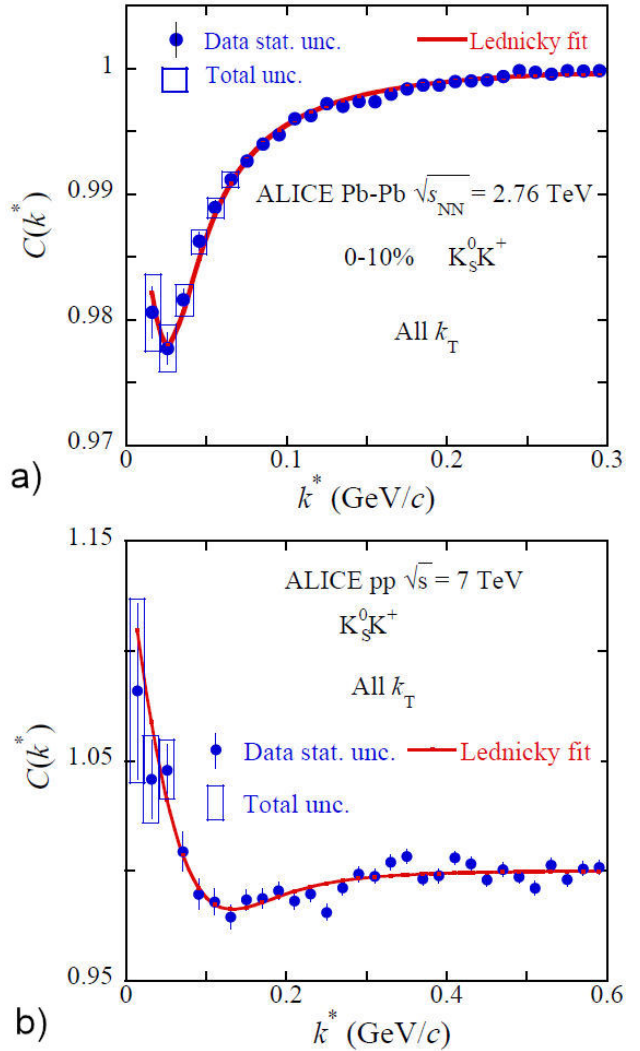 a)
Data stat. unc.
Lednicky fit
Total unc.
1
0.99
0.98
0.97
C(k*)
ALICE Pb-Pb √sNN = 2.76 TeV
0-10% K0SK+
All kT
0 0.1 0.2 0.3
k* (GeV/c)
b)
1.15
1.05
0.95
C(k*)
ALICE pp √s = 7 TeV
K0SK+
All kT
Data stat. unc.
Lednicky fit
Total unc.
0 0.2 0.4 0.6
k* (GeV/c)